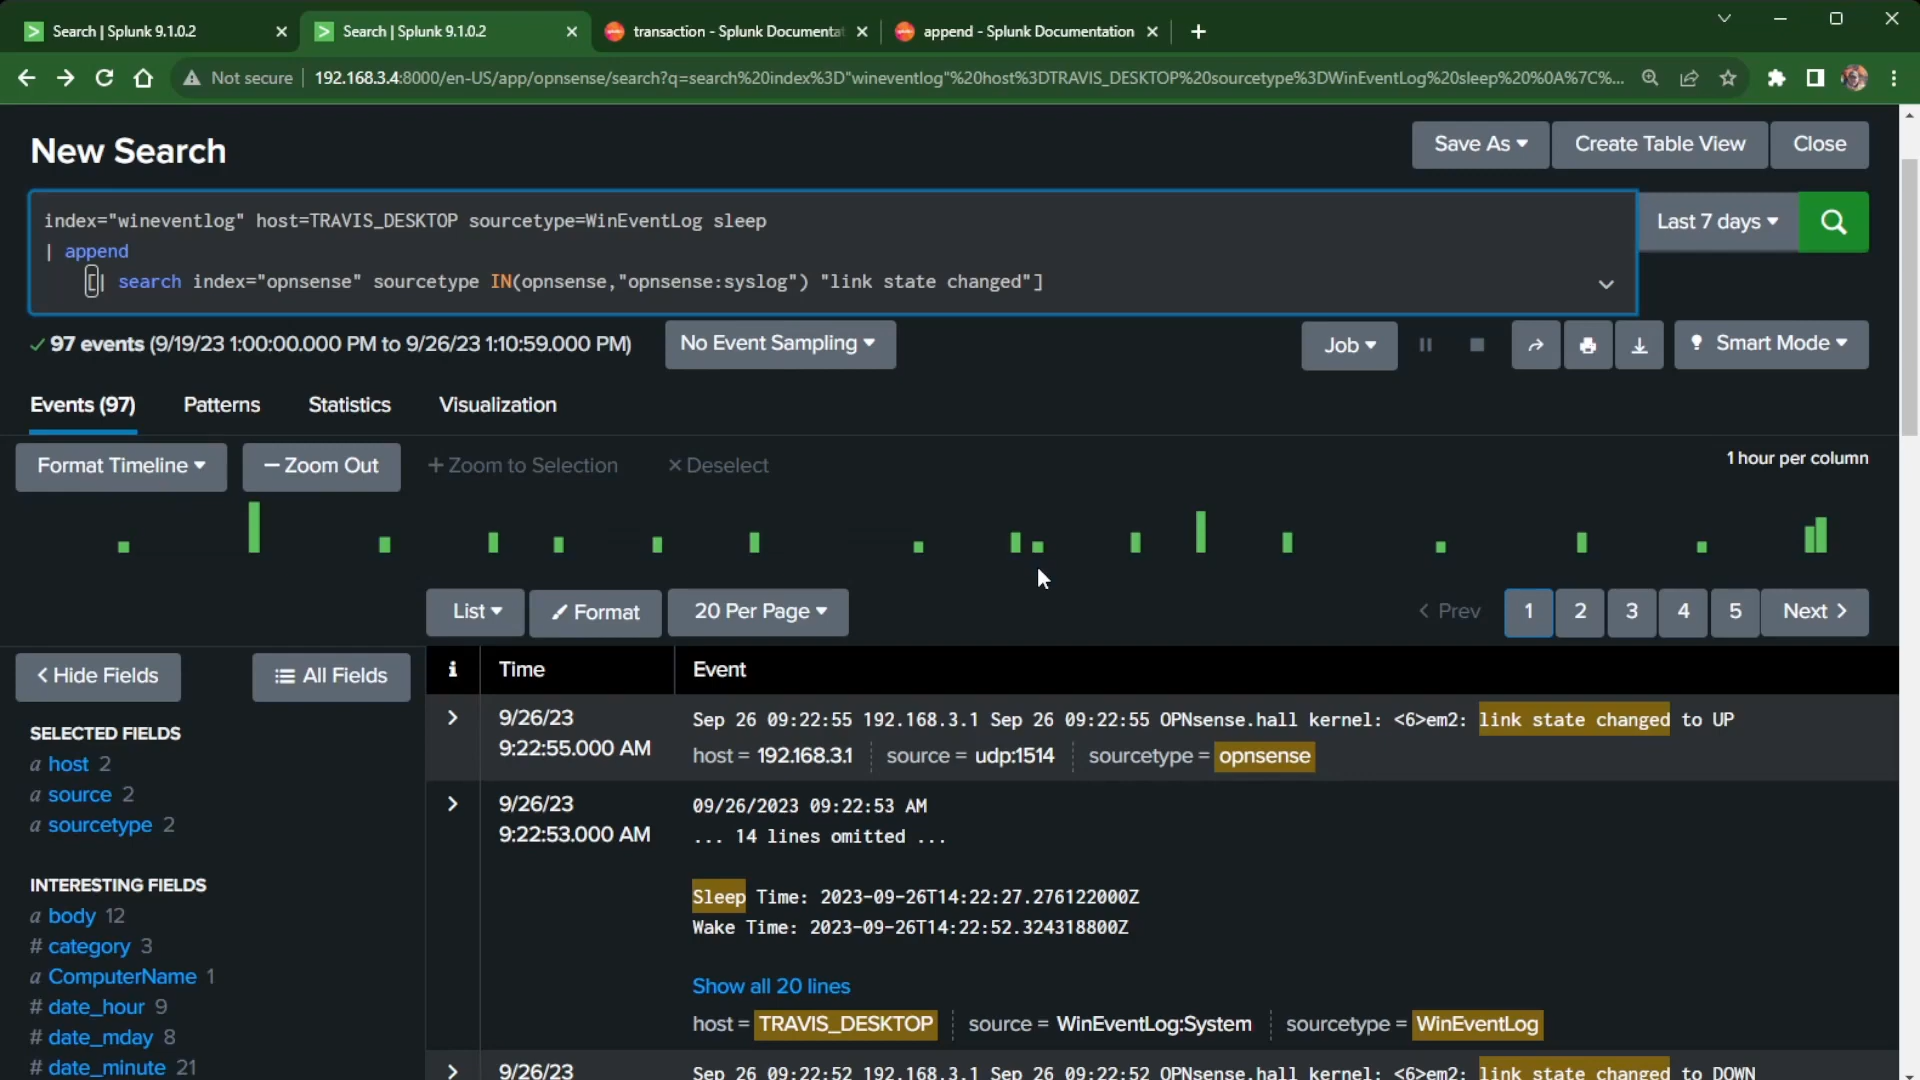 Search | Splunk 9.1.0.2
Search | Splunk 9.1.0.2
transaction - Splunk Documentat
append - Splunk Documentation
Not secure
192.168.3.4:8000/en-US/app/opnsense/search?q=search%20index%3D"wineventlog"%20host%3DTRAVIS_DESKTOP%20sourcetype%3DWinEventLog%20sleep%20%0A%7C%...
New Search
Save As
Create Table View
Close
index="wineventlog" host=TRAVIS_DESKTOP sourcetype=WinEventLog sleep
| append
[| search index="opnsense" sourcetype IN(opnsense,"opnsense:syslog") "link state changed"]
Last 7 days
97 events (9/19/23 1:00:00.000 PM to 9/26/23 1:10:59.000 PM)
No Event Sampling
Job
Smart Mode
Events (97)
Patterns
Statistics
Visualization
Format Timeline
– Zoom Out
+ Zoom to Selection
× Deselect
1 hour per column
List
Format
20 Per Page
< Prev
1
2
3
4
5
Next >
< Hide Fields
All Fields
i
Time
Event
SELECTED FIELDS
a host 2
a source 2
a sourcetype 2
INTERESTING FIELDS
a body 12
# category 3
a ComputerName 1
# date_hour 9
# date_mday 8
# date_minute 21
> 9/26/23
9:22:55.000 AM
Sep 26 09:22:55 192.168.3.1 Sep 26 09:22:55 OPNsense.hall kernel: <6>em2: link state changed to UP
host = 192.168.3.1 source = udp:1514 sourcetype = opnsense
> 9/26/23
9:22:53.000 AM
09/26/2023 09:22:53 AM
... 14 lines omitted ...
Sleep Time: 2023-09-26T14:22:27.276122000Z
Wake Time: 2023-09-26T14:22:52.324318800Z
Show all 20 lines
host = TRAVIS_DESKTOP source = WinEventLog:System sourcetype = WinEventLog
> 9/26/23
Sep 26 09:22:52 192.168.3.1 Sep 26 09:22:52 OPNsense.hall kernel: <6>em2: link state changed to DOWN